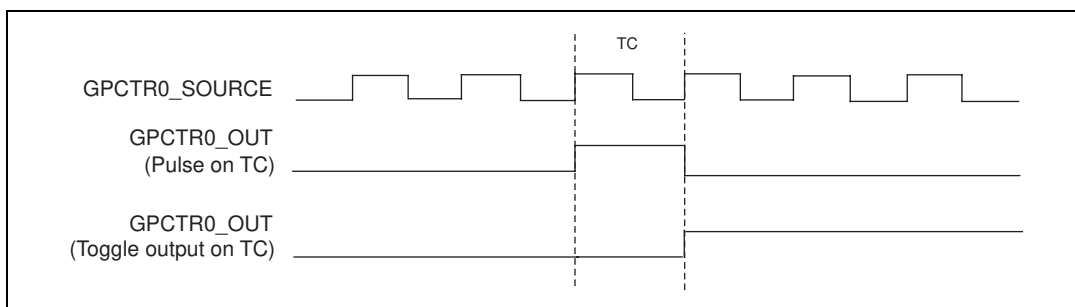 TC
GPCTR0_SOURCE
GPCTR0_OUT
(Pulse on TC)
GPCTR0_OUT
(Toggle output on TC)